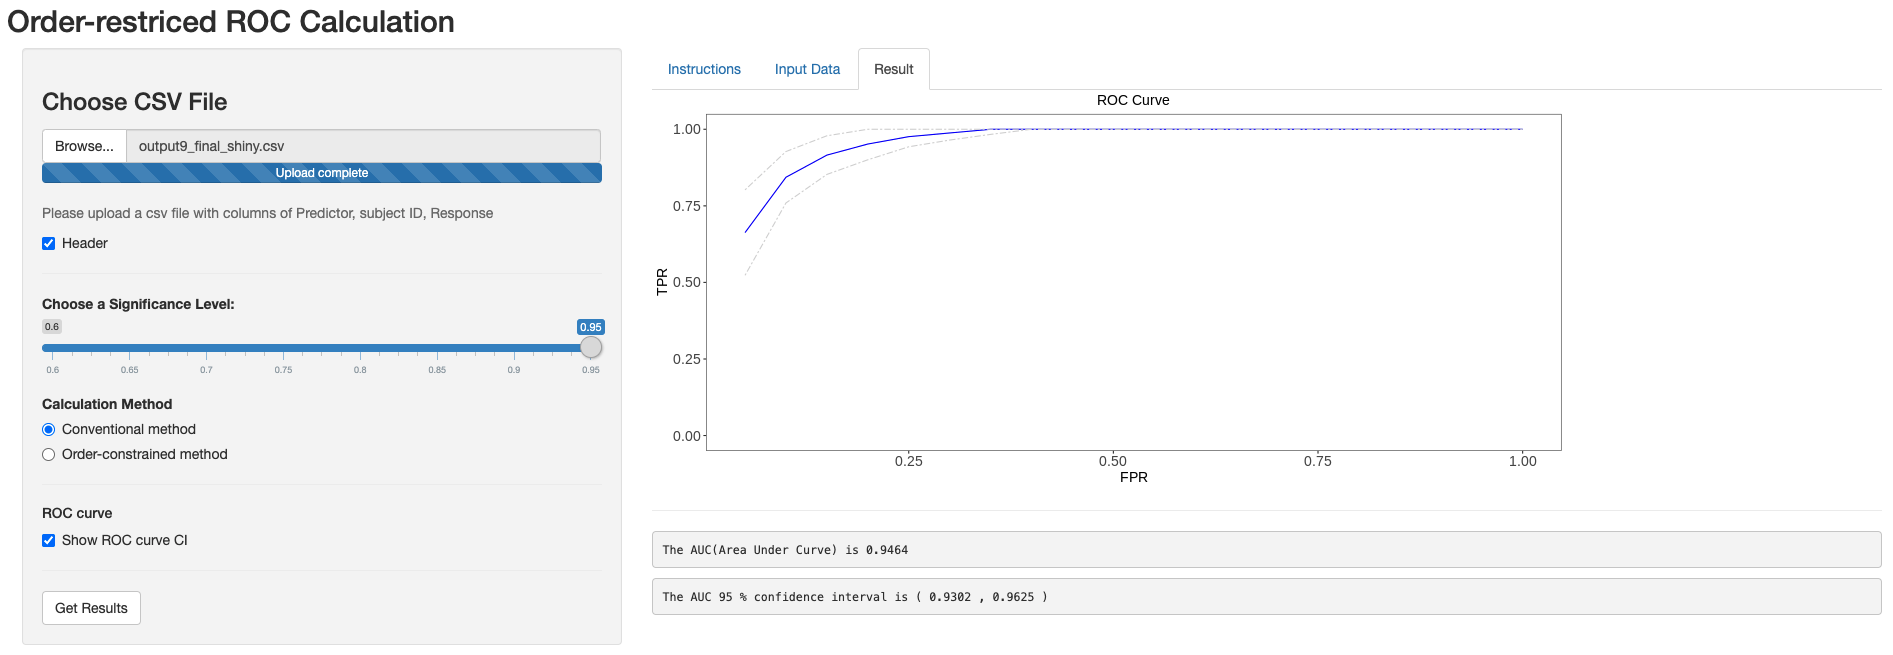 Order-restriced ROC Calculation
Choose CSV File
Browse... output9_final_shiny.csv
Upload complete
Please upload a csv file with columns of Predictor, subject ID, Response
Header
Choose a Significance Level:
0.6 0.95
0.6 0.65 0.7 0.75 0.8 0.85 0.9 0.95
Calculation Method
Conventional method
Order-constrained method
ROC curve
Show ROC curve CI
Get Results
Instructions Input Data Result
ROC Curve
1.00
0.75
0.50
0.25
0.00
TPR
0.25 0.50 0.75 1.00
FPR
The AUC(Area Under Curve) is 0.9464
The AUC 95 % confidence interval is ( 0.9302 , 0.9625 )